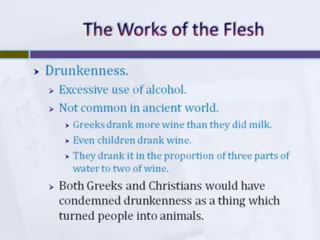 The Works of the Flesh
Drunkenness.
Excessive use of alcohol.
Not common in ancient world.
Greeks drank more wine than they did milk.
Even children drank wine.
They drank it in the proportion of three parts of
water to two of wine.
Both Greeks and Christians would have
condemned drunkenness as a thing which
turned people into animals.